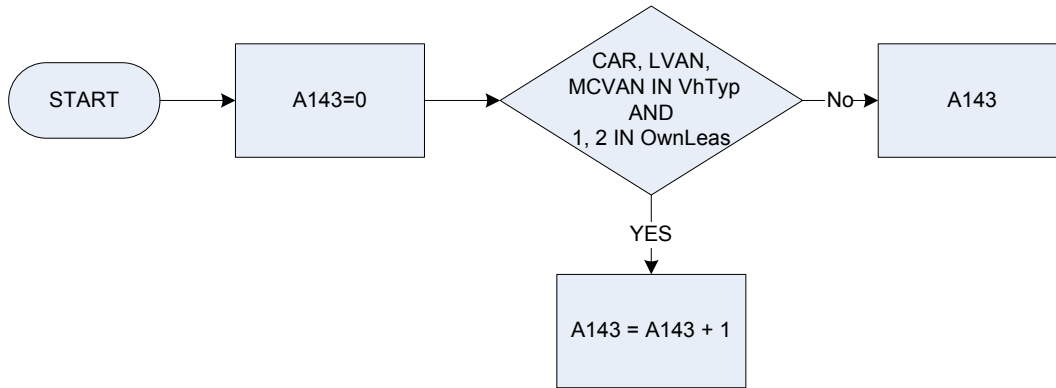 START
A143=0
CAR, LVAN,
MCVAN IN VhTyp
AND
1, 2 IN OwnLeas
No
A143
YES
A143 = A143 + 1